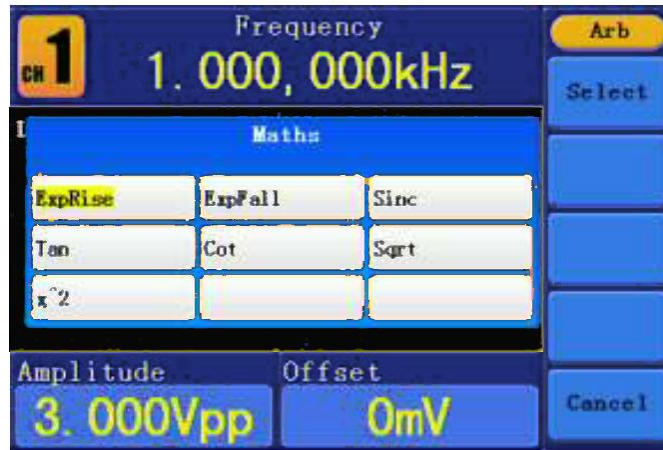 CH 1
Frequency
1.000,000kHz
Arb
Select
Maths
ExpRise ExpFall Sinc
Tan Cot Sqrt
x^2
Amplitude Offset
3.000Vpp 0mV
Cancel